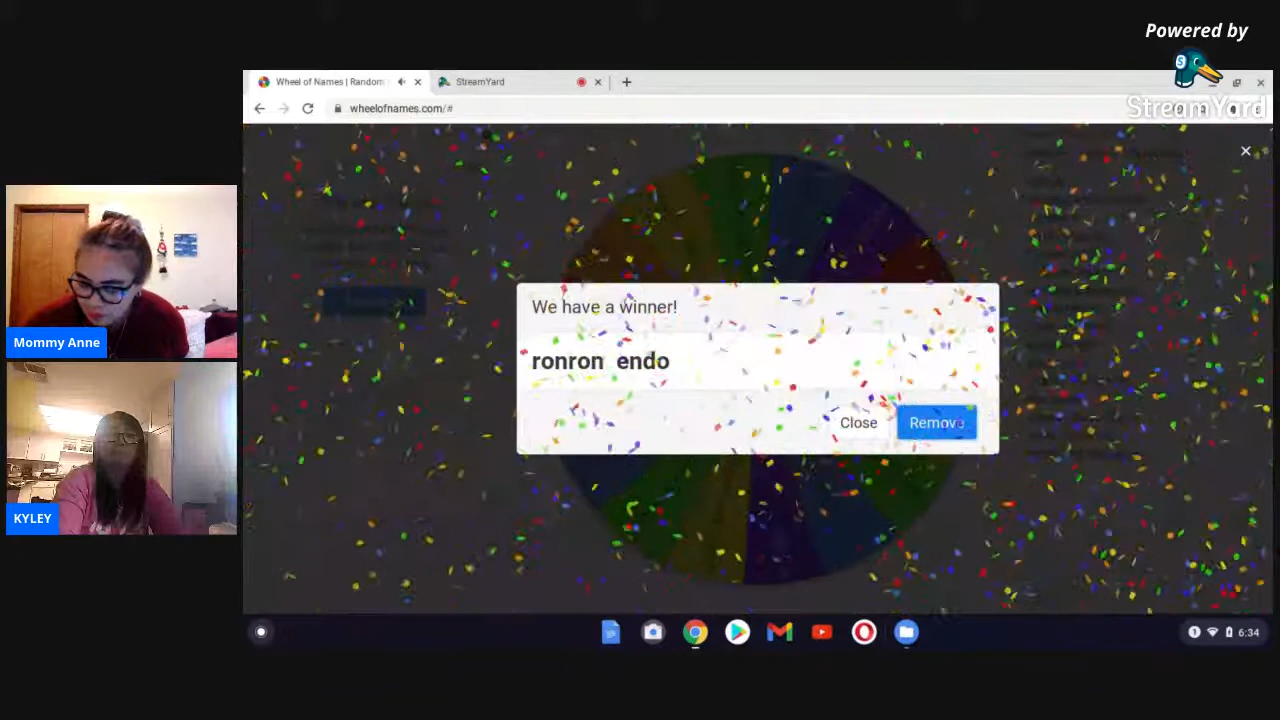 Powered by
StreamYard
Wheel of Names | Random
StreamYard
wheelofnames.com/#
We have a winner!
ronron endo
Close
Remove
Mommy Anne
KYLEY
6:34